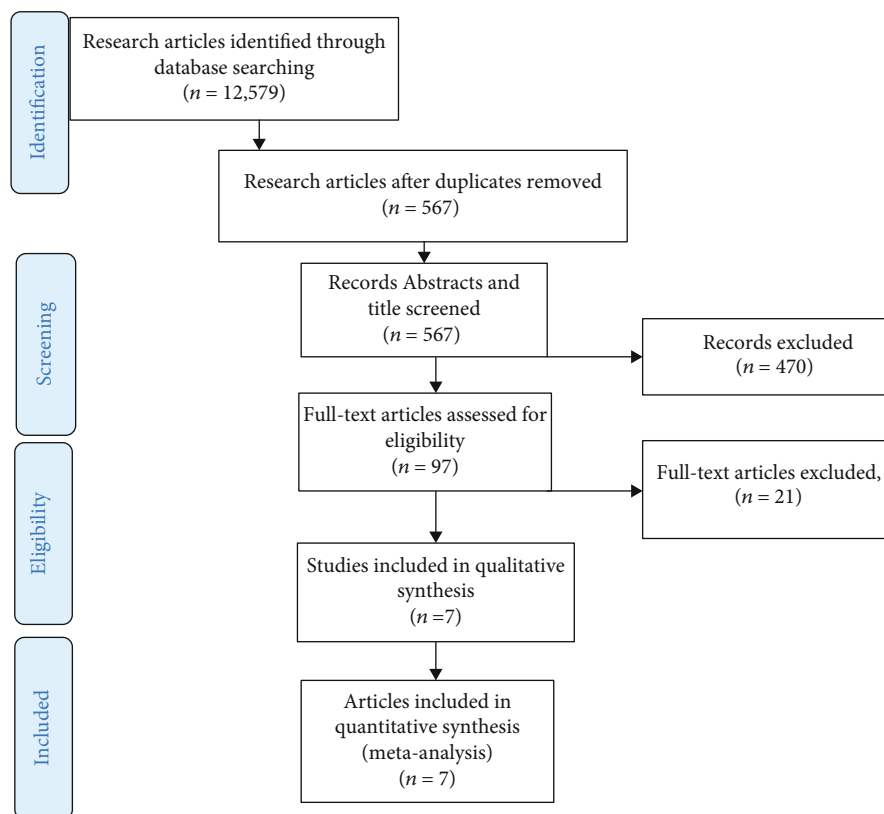 Identification
Research articles identified through
database searching
(n = 12,579)
Research articles after duplicates removed
(n = 567)
Screening
Records Abstracts and
title screened
(n = 567)
Records excluded
(n = 470)
Full-text articles assessed for
eligibility
(n = 97)
Eligibility
Full-text articles excluded,
(n = 21)
Studies included in qualitative
synthesis
(n =7)
Included
Articles included in
quantitative synthesis
(meta-analysis)
(n = 7)